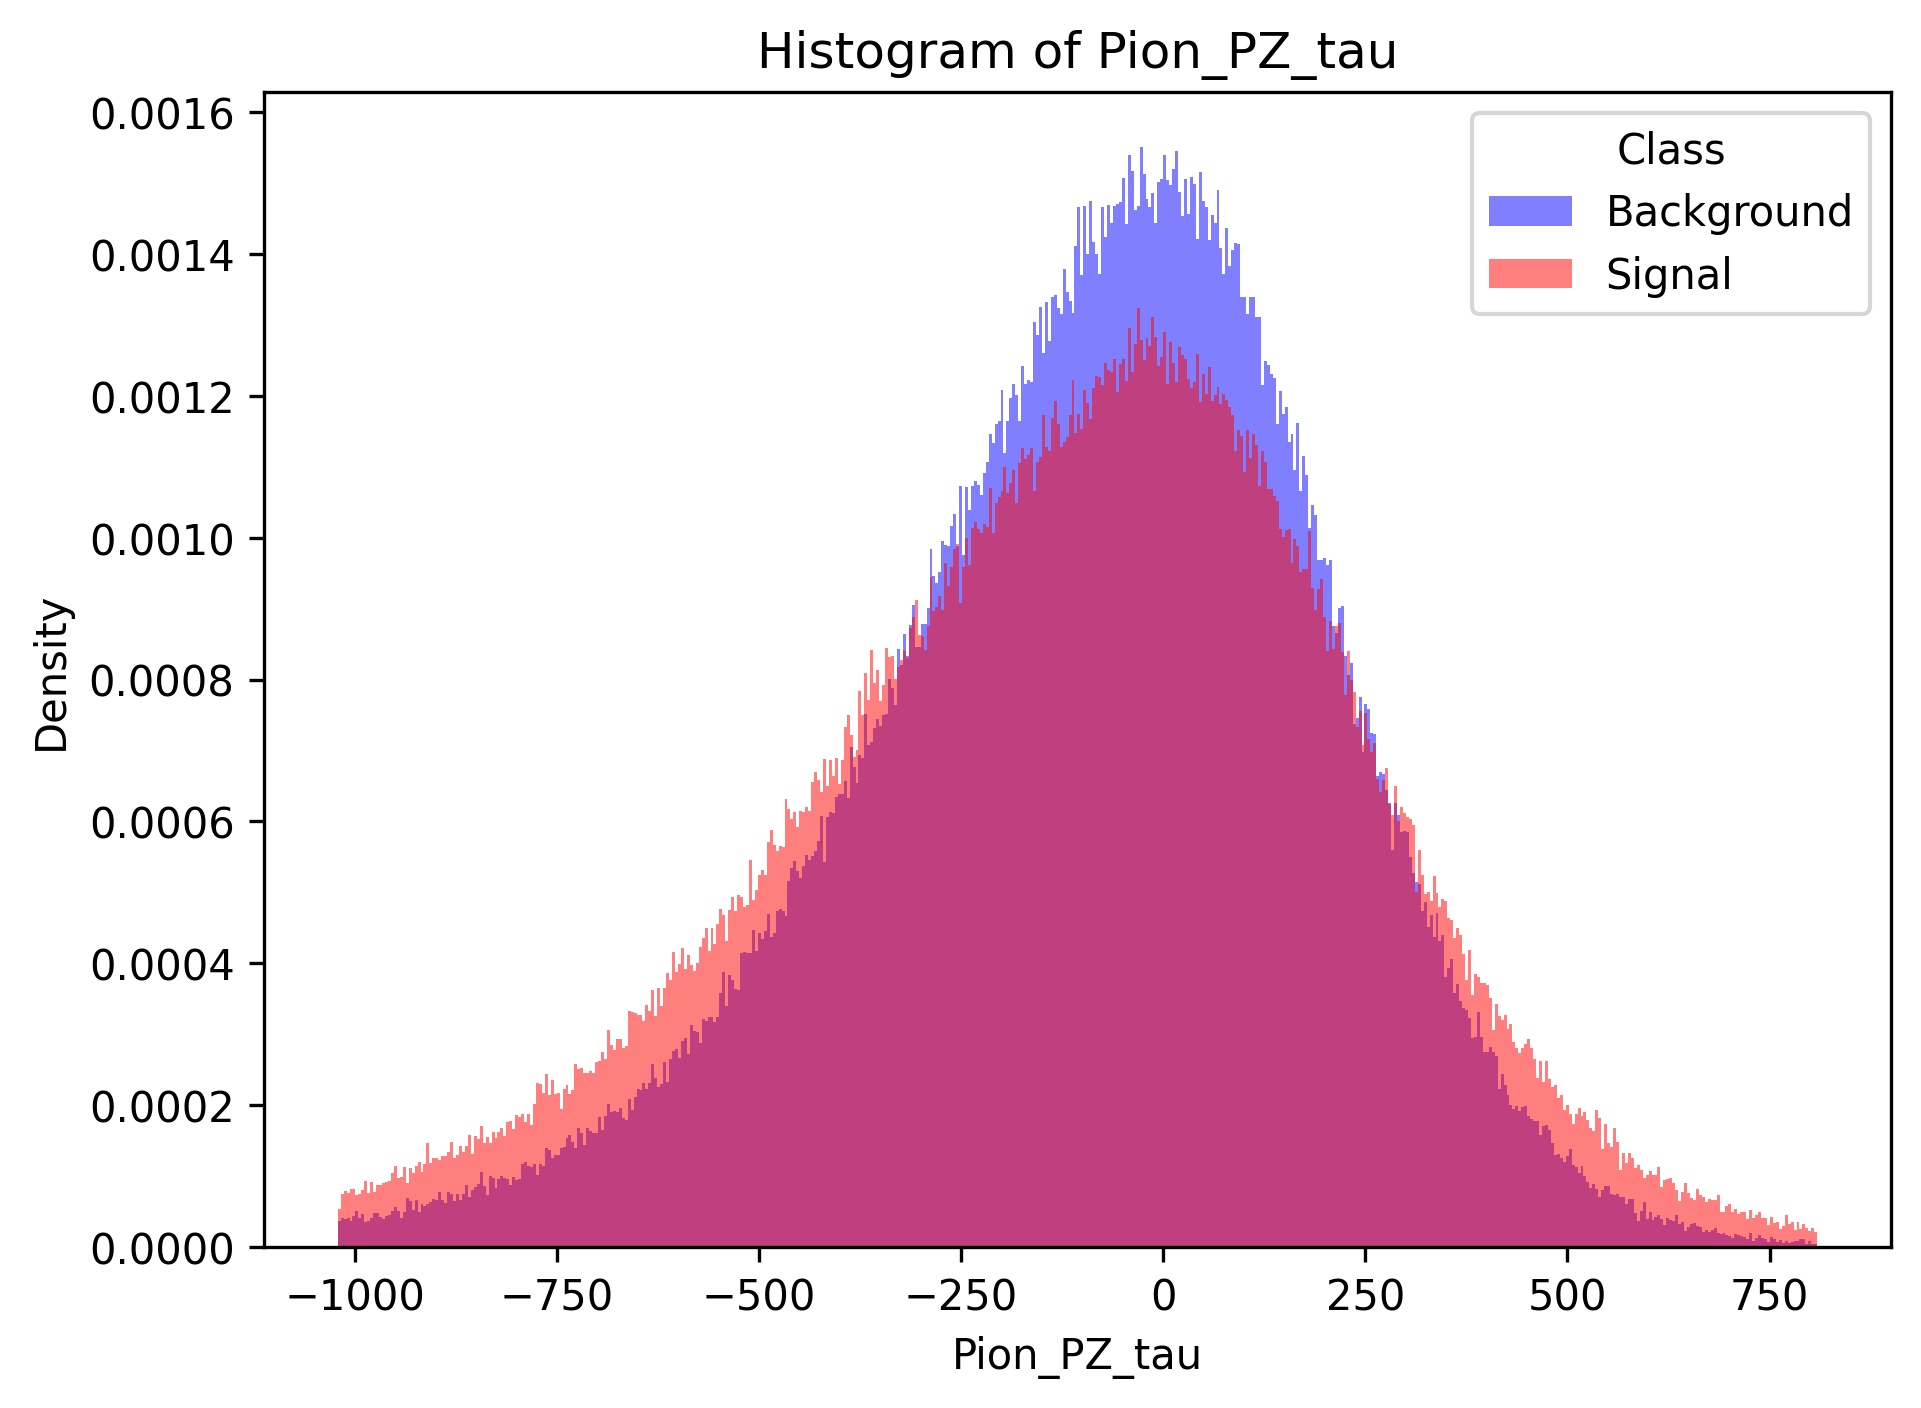 Histogram of Pion_PZ_tau
Class
Background
Signal
Density
0.0016
0.0014
0.0012
0.0010
0.0008
0.0006
0.0004
0.0002
0.0000
−1000 −750 −500 −250 0 250 500 750
Pion_PZ_tau